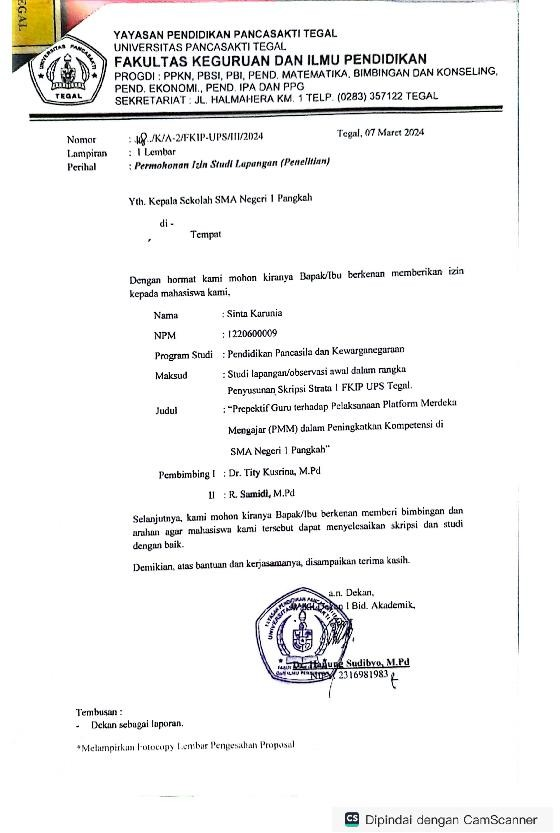 EGAL
YAYASAN PENDIDIKAN PANCASAKTI TEGAL
UNIVERSITAS PANCASAKTI TEGAL
FAKULTAS KEGURUAN DAN ILMU PENDIDIKAN
PROGDI : PPKN, PBSI, PBI, PEND. MATEMATIKA, BIMBINGAN DAN KONSELING,
PEND. EKONOMI., PEND. IPA DAN PPG
SEKRETARIAT : JL. HALMAHERA KM. 1 TELP. (0283) 357122 TEGAL
UNIVERSITAS PANCASAKTI
TEGAL
Nomor : /K/A-2/FKIP-UPS/III/2024 Tegal, 07 Maret 2024
Lampiran : 1 Lembar
Perihal : Permohonan Izin Studi Lapangan (Penelitian)
Yth. Kepala Sekolah SMA Negeri 1 Pangkah
di -
Tempat
Dengan hormat kami mohon kiranya Bapak/Ibu berkenan memberikan izin
kepada mahasiswa kami,
Nama : Sinta Karunia
NPM : 1220600009
Program Studi : Pendidikan Pancasila dan Kewarganegaraan
Maksud : Studi lapangan/observasi awal dalam rangka
Penyusunan Skripsi Strata 1 FKIP UPS Tegal.
Judul : “Prepektif Guru terhadap Pelaksanaan Platform Merdeka
Mengajar (PMM) dalam Peningkatkan Kompetensi di
SMA Negeri 1 Pangkah”
Pembimbing I : Dr. Tity Kusrina, M.Pd
II : R. Samidi, M.Pd
Selanjutnya, kami mohon kiranya Bapak/Ibu berkenan memberi bimbingan dan
arahan agar mahasiswa kami tersebut dapat menyelesaikan skripsi dan studi
dengan baik.
Demikian, atas bantuan dan kerjasamanya, disampaikan terima kasih.
a.n. Dekan,
I Bid. Akademik,
Sudibyo, M.Pd
2316981983
Tembusan :
- Dekan sebagai laporan.
*Melampirkan Fotocopy Lembar Pengesahan Proposal
CS Dipindai dengan CamScanner